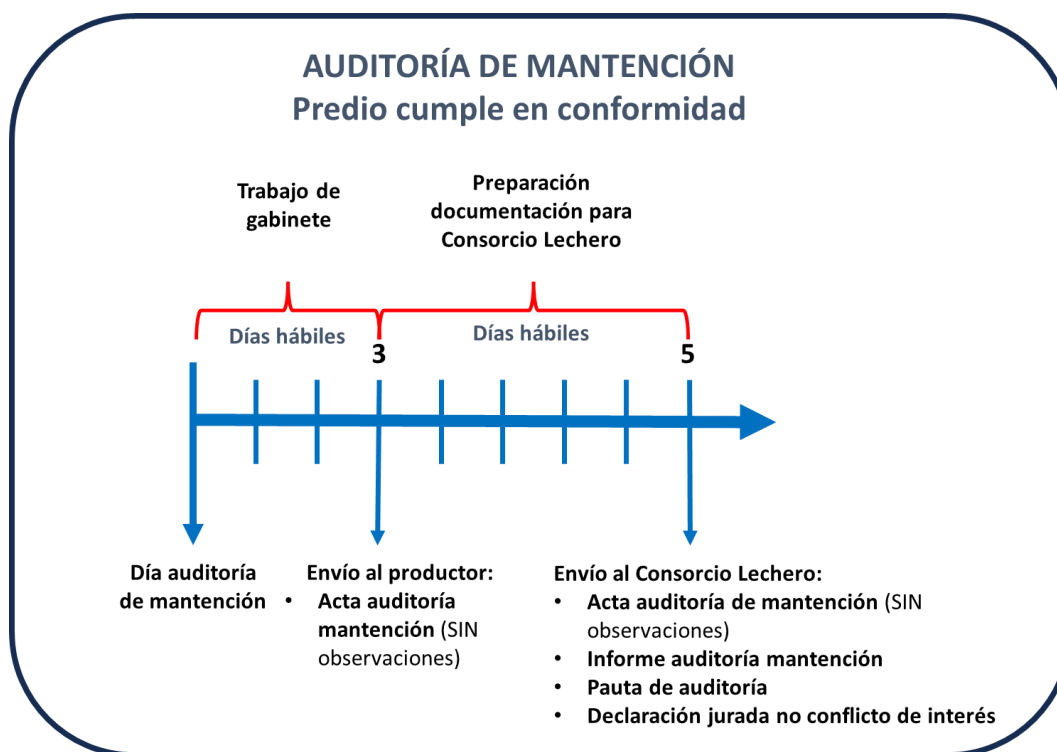 AUDITORÍA DE MANTENCIÓN
Predio cumple en conformidad
Trabajo de
gabinete
Preparación
documentación para
Consorcio Lechero
Días hábiles
3
Días hábiles
5
Día auditoría
de mantención
Envío al productor:
• Acta auditoría
mantención (SIN
observaciones)
Envío al Consorcio Lechero:
• Acta auditoría de mantención (SIN
observaciones)
• Informe auditoría mantención
• Pauta de auditoría
• Declaración jurada no conflicto de interés